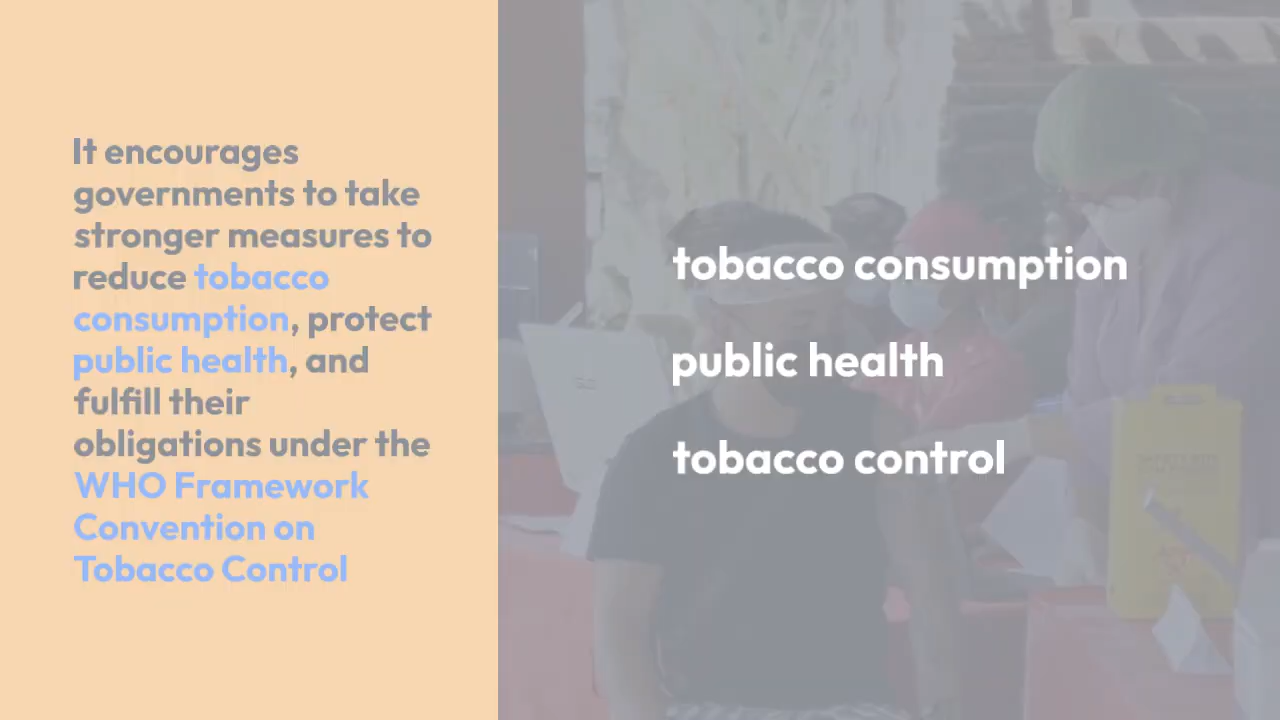 It encourages
governments to take
stronger measures to
reduce tobacco
consumption, protect
public health, and
fulfill their
obligations under the
WHO Framework
Convention on
Tobacco Control
tobacco consumption
public health
tobacco control